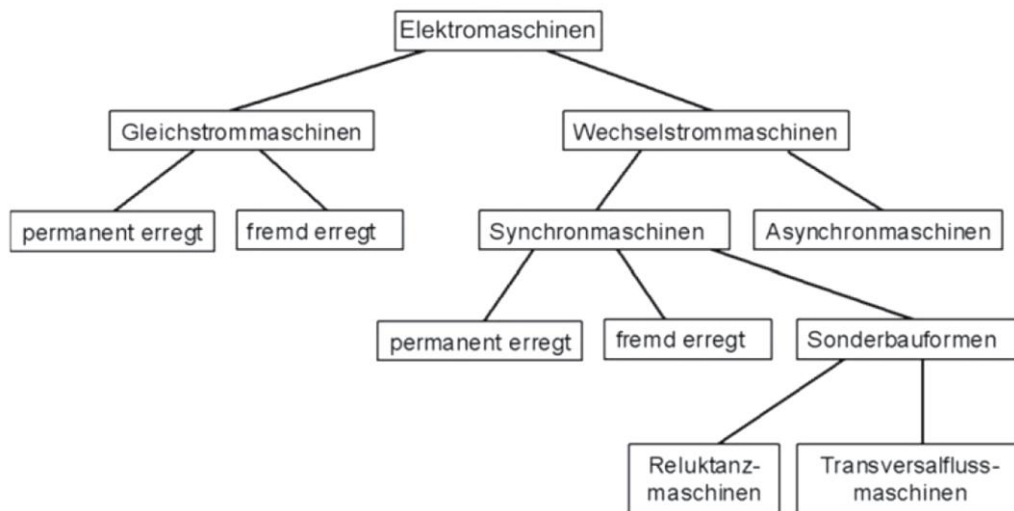 Elektromaschinen
Gleichstrommaschinen
Wechselstrommaschinen
permanent erregt
fremd erregt
Synchronmaschinen
Asynchronmaschinen
permanent erregt
fremd erregt
Sonderbauformen
Reluktanz-
maschinen
Transversalfluss-
maschinen